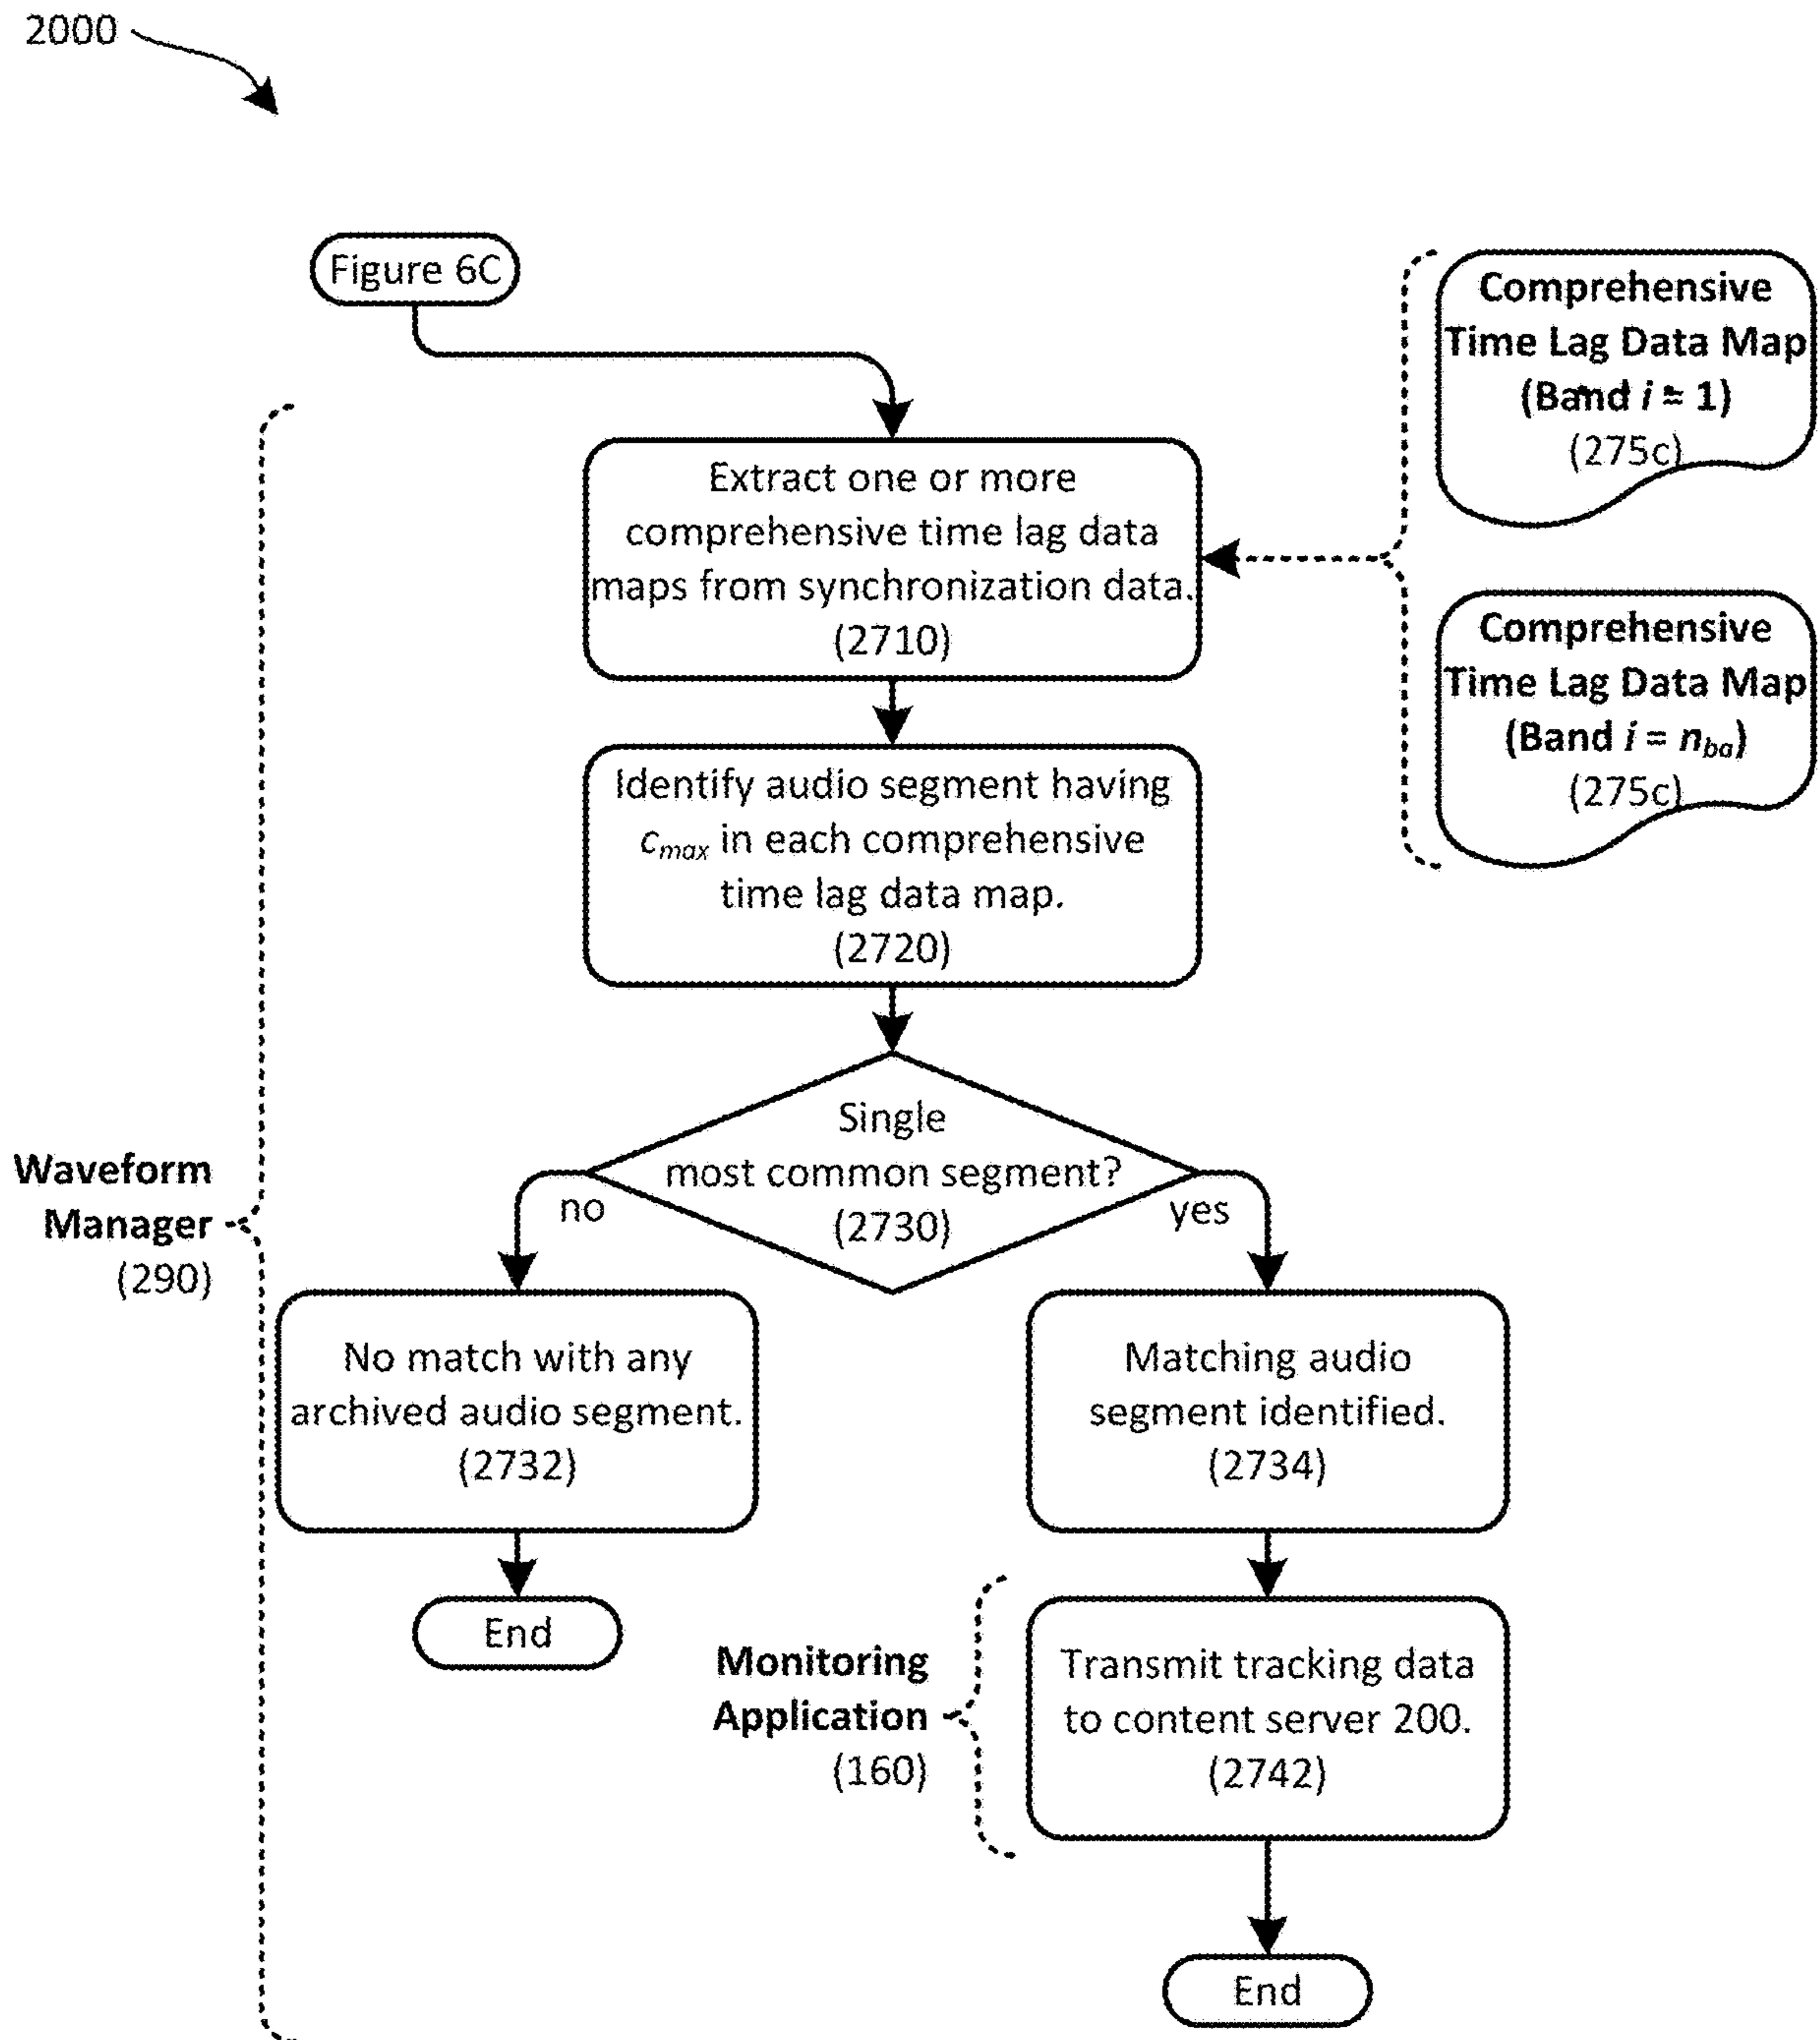 2000
Figure 6C
Comprehensive
Time Lag Data Map
(Band i = 1)
(275c)
Extract one or more
comprehensive time lag data
maps from synchronization data.
(2710)
Comprehensive
Time Lag Data Map
(Band i = nba)
(275c)
Identify audio segment having
cmax in each comprehensive
time lag data map.
(2720)
Single
most common segment?
(2730)
no
yes
Waveform
Manager
(290)
No match with any
archived audio segment.
(2732)
Matching audio
segment identified.
(2734)
End
Monitoring
Application
(160)
Transmit tracking data
to content server 200.
(2742)
End